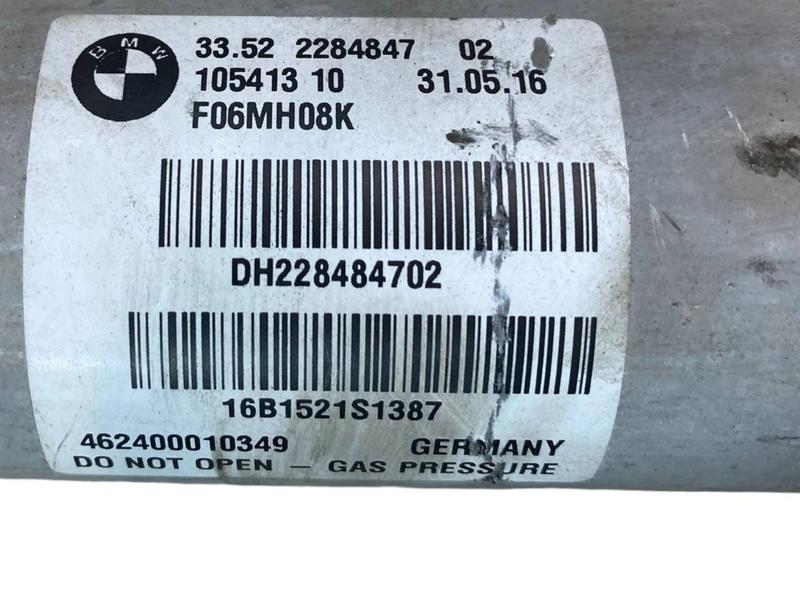 BMW
33.52 2284847 02
105413 10 31.05.16
F06MH08K
DH228484702
16B1521S1387
462400010349 GERMANY
DO NOT OPEN – GAS PRESSURE